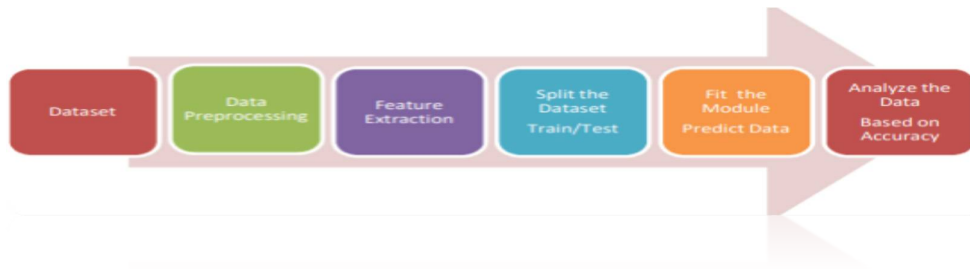 Dataset
Data
Preprocessing
Feature
Extraction
Split the
Dataset
Train/Test
Fit the
Module
Predict Data
Analyze the
Data
Based on
Accuracy